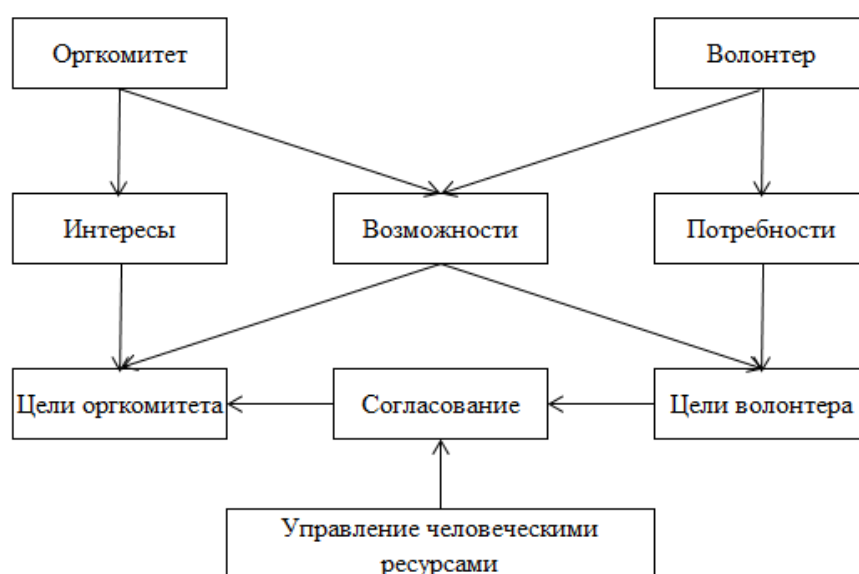 Оргкомитет
Волонтер
Интересы
Возможности
Потребности
Цели оргкомитета
Согласование
Цели волонтера
Управление человеческими
ресурсами